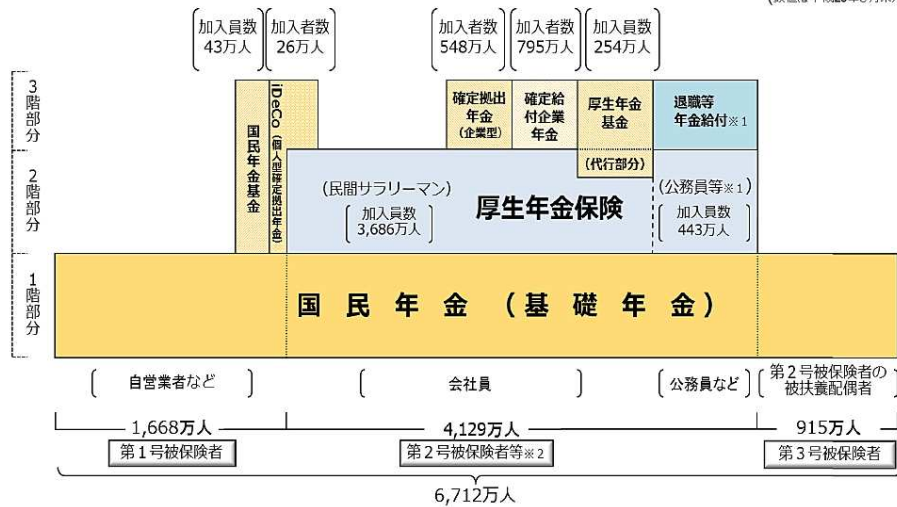 加入員数
43万人
加入者数
26万人
加入者数
548万人
加入者数
795万人
加入員数
254万人
3階部分
2階部分
1階部分
国民年金基金
iDeCo(個人型確定拠出年金)
確定拠出
年金
(企業型)
確定給
付企業
年金
厚生年金
基金
(代行部分)
退職等
年金給付※1
(民間サラリーマン)
加入員数
3,686万人
厚生年金保険
(公務員等※1)
加入員数
443万人
国民年金(基礎年金)
自営業者など
会社員
公務員など
第2号被保険者の
被扶養配偶者
1,668万人
4,129万人
915万人
第1号被保険者
第2号被保険者等※2
第3号被保険者
6,712万人